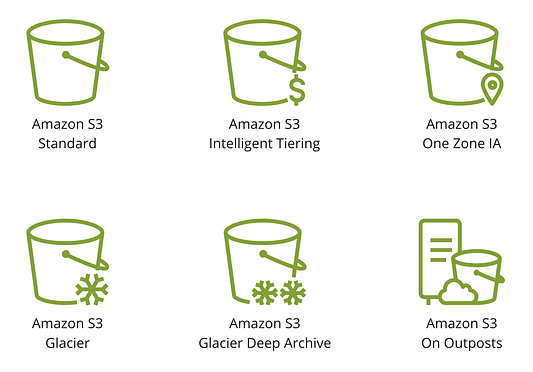 Amazon S3
Standard
Amazon S3
Intelligent Tiering
Amazon S3
One Zone IA
Amazon S3
Glacier
Amazon S3
Glacier Deep Archive
Amazon S3
On Outposts